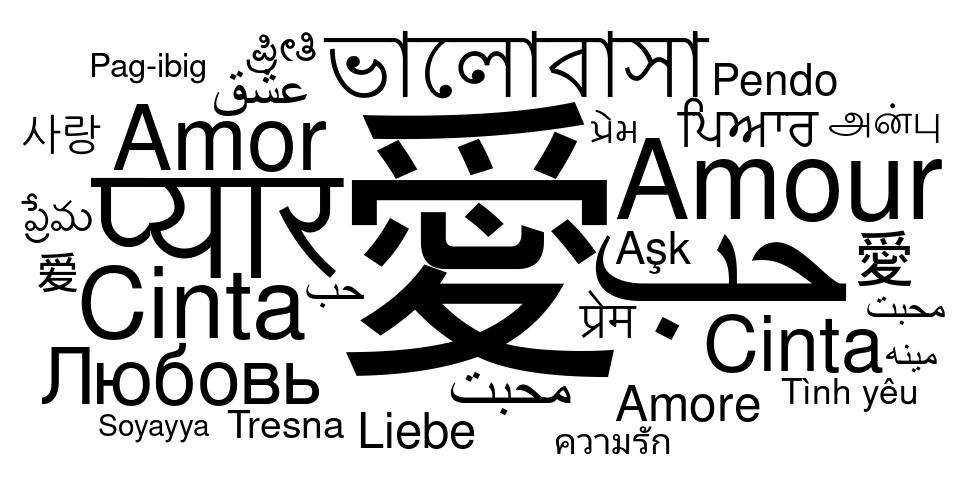 ಪ್ರೀತಿ
ভালোবাসা
Pag-ibig
Pendo
عشق
Amor
사랑
爱
પ્રેમ
ਪਿਆਰ
அன்பு
Amour
प्यार
ప్రేమ
Aşk
حب
愛
爱
Cinta
حب
محبت
प्रेम
Cinta
مينه
Любовь
محبت
Tình yêu
Amore
Soyayya
Tresna
Liebe
ความรัก